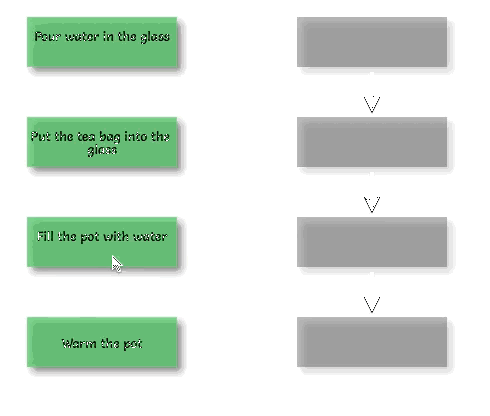 Pour water in the glass
Put the tea bag into the
glass
Fill the pot with water
Warm the pot